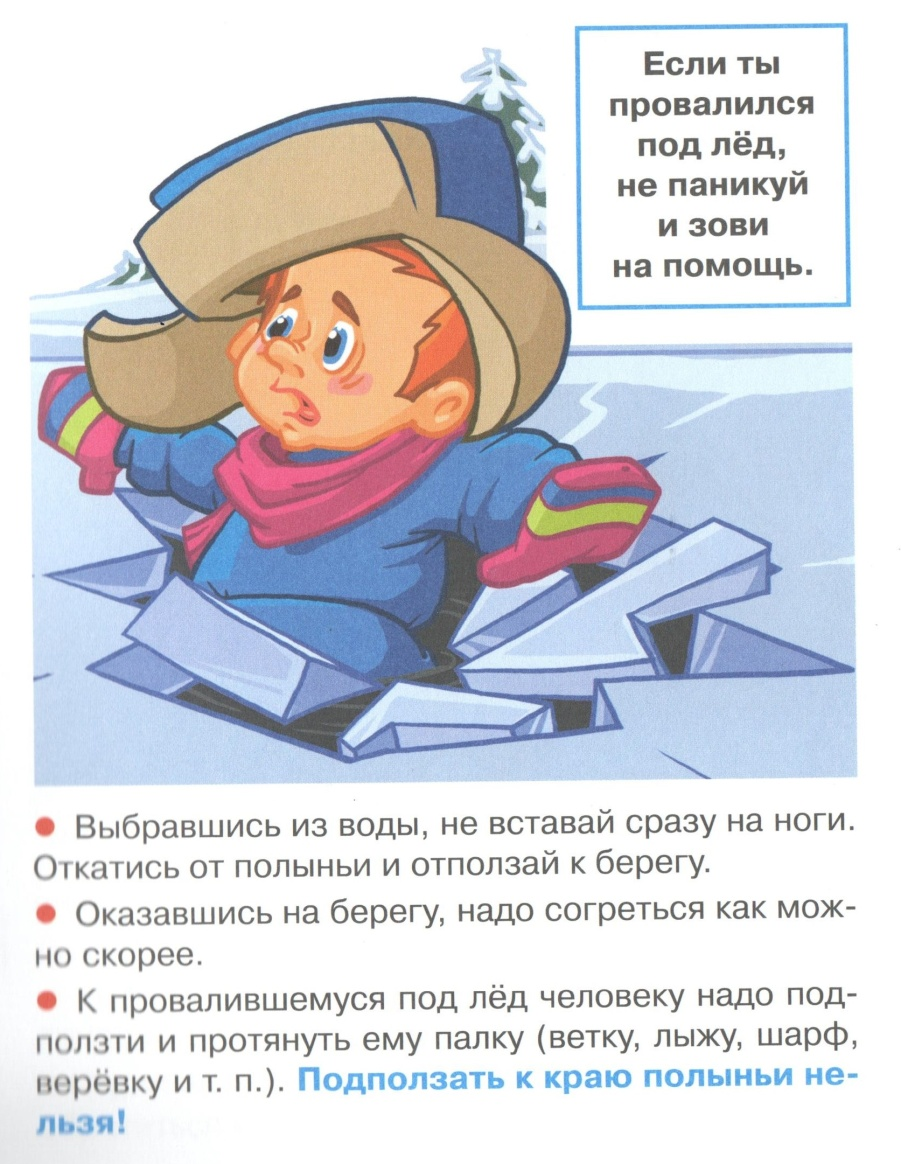 Если ты
провалился
под лёд,
не паникуй
и зови
на помощь.
● Выбравшись из воды, не вставай сразу на ноги.
Откатись от полыньи и отползай к берегу.
● Оказавшись на берегу, надо согреться как мож-
но скорее.
● К провалившемуся под лёд человеку надо под-
ползти и протянуть ему палку (ветку, лыжу, шарф,
верёвку и т. п.). Подползать к краю полыньи не-
льзя!